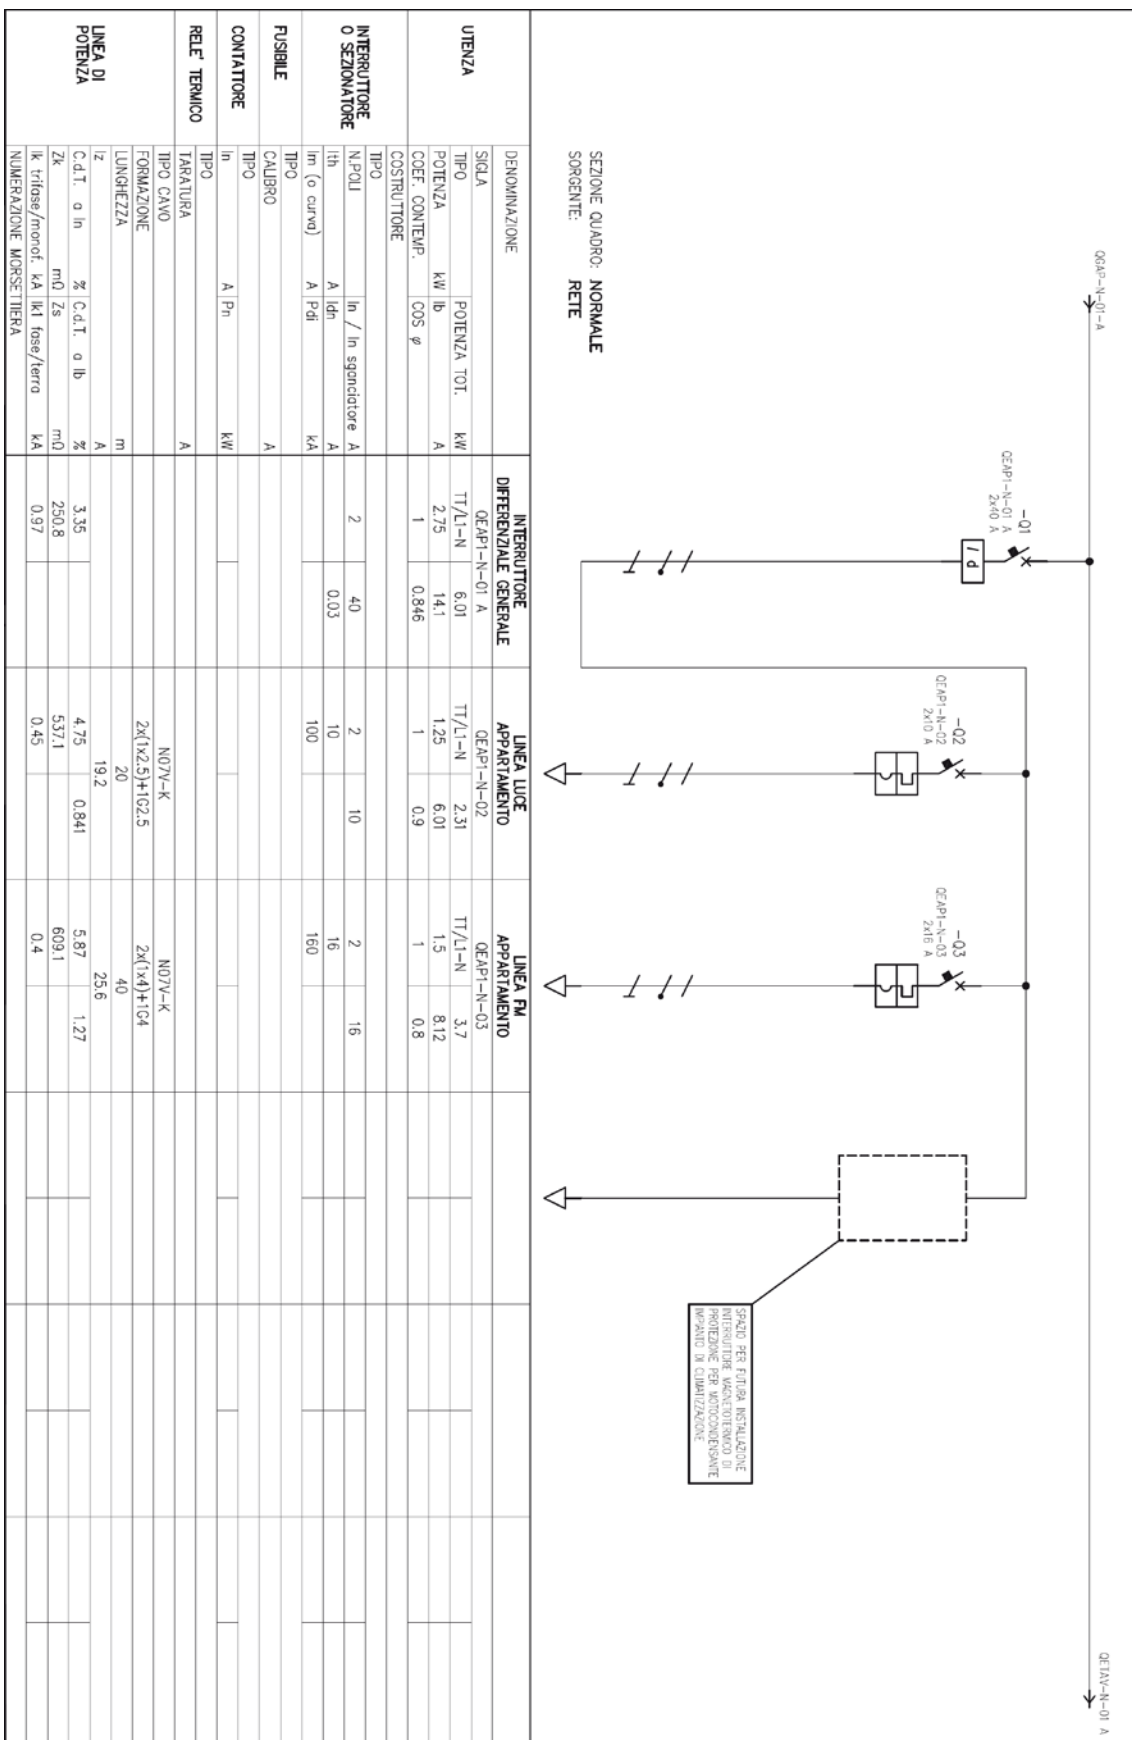 QGAP-N-01-A
QETAV-N-01 A
SEZIONE QUADRO: NORMALE
SORGENTE: RETE
-Q1
QEAP1-N-01 A
2x40 A
I d
-Q2
QEAP1-N-02
2x10 A
-Q3
QEAP1-N-03
2x16 A
SPAZIO PER FUTURA INSTALLAZIONE
INTERRUTTORE MAGNETOTERMICO DI
PROTEZIONE PER MOTOCONDENSANTE
IMPIANTO DI CLIMATIZZAZIONE
UTENZA
DENOMINAZIONE INTERRUTTORE DIFFERENZIALE GENERALE LINEA LUCE APPARTAMENTO LINEA FM APPARTAMENTO
SIGLA QEAP1-N-01 A QEAP1-N-02 QEAP1-N-03
TIPO POTENZA TOT. kW TT/L1-N 6.01 TT/L1-N 2.31 TT/L1-N 3.7
POTENZA kW Ib A 2.75 14.1 1.25 6.01 1.5 8.12
COEF. CONTEMP. COS φ 1 0.846 1 0.9 1 0.8
INTERRUTTORE
O SEZIONATORE
COSTRUTTORE
TIPO
N.POLI In / In sganciatore A 2 40 2 10 2 16
Ith A Idn A 0.03 10 16
Im (o curva) A Pdi kA 100 160
FUSIBILE
TIPO
CALIBRO A
CONTATTORE
TIPO
In A Pn kW
RELE' TERMICO
TIPO
TARATURA A
LINEA DI
POTENZA
TIPO CAVO N07V-K N07V-K
FORMAZIONE 2x(1x2.5)+1G2.5 2x(1x4)+1G4
LUNGHEZZA m 20 40
Iz A 19.2 25.6
C.d.T. a In % C.d.T. a Ib % 3.35 4.75 0.841 5.87 1.27
Zk mΩ Zs mΩ 250.8 537.1 609.1
Ik trifase/monof. kA Ik1 fase/terra kA 0.97 0.45 0.4
NUMERAZIONE MORSETTIERA